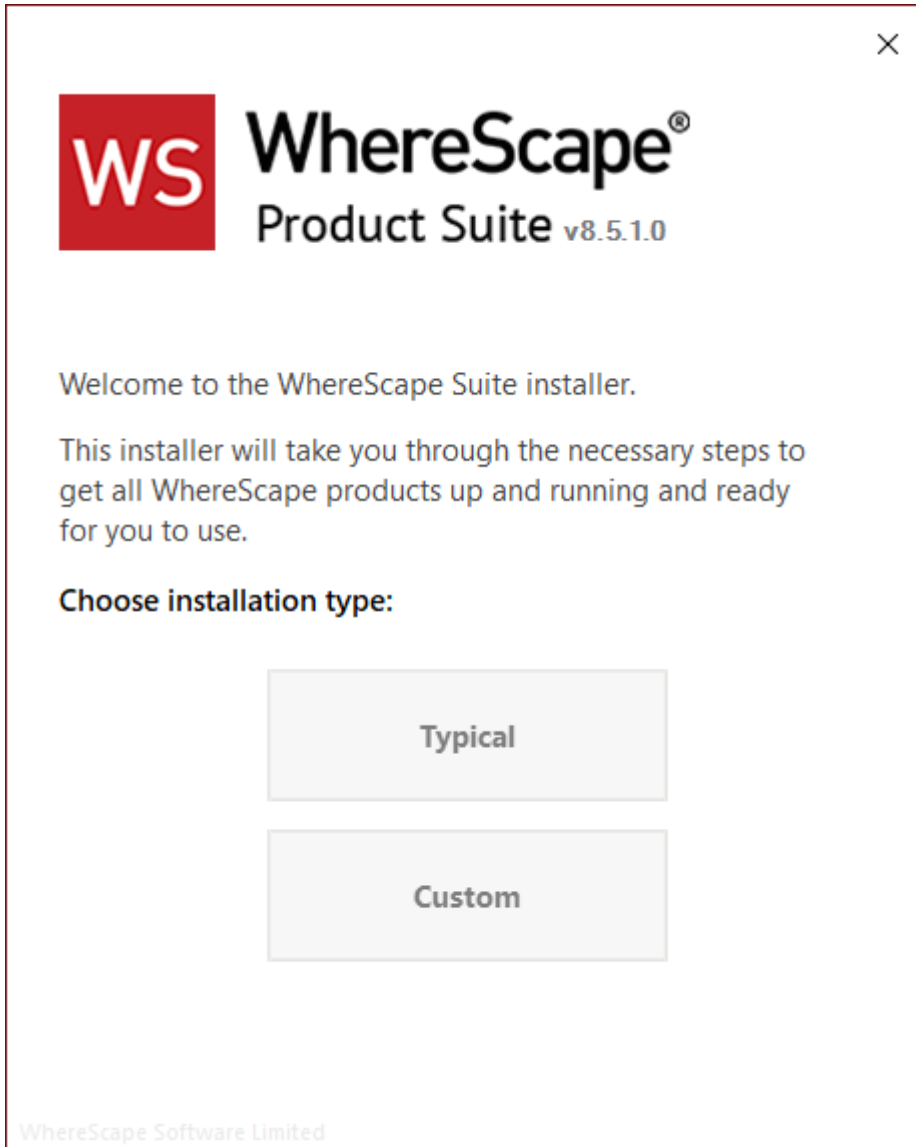 WS
WhereScape®
Product Suite v8.5.1.0
Welcome to the WhereScape Suite installer.
This installer will take you through the necessary steps to
get all WhereScape products up and running and ready
for you to use.
Choose installation type:
Typical
Custom
WhereScape Software Limited